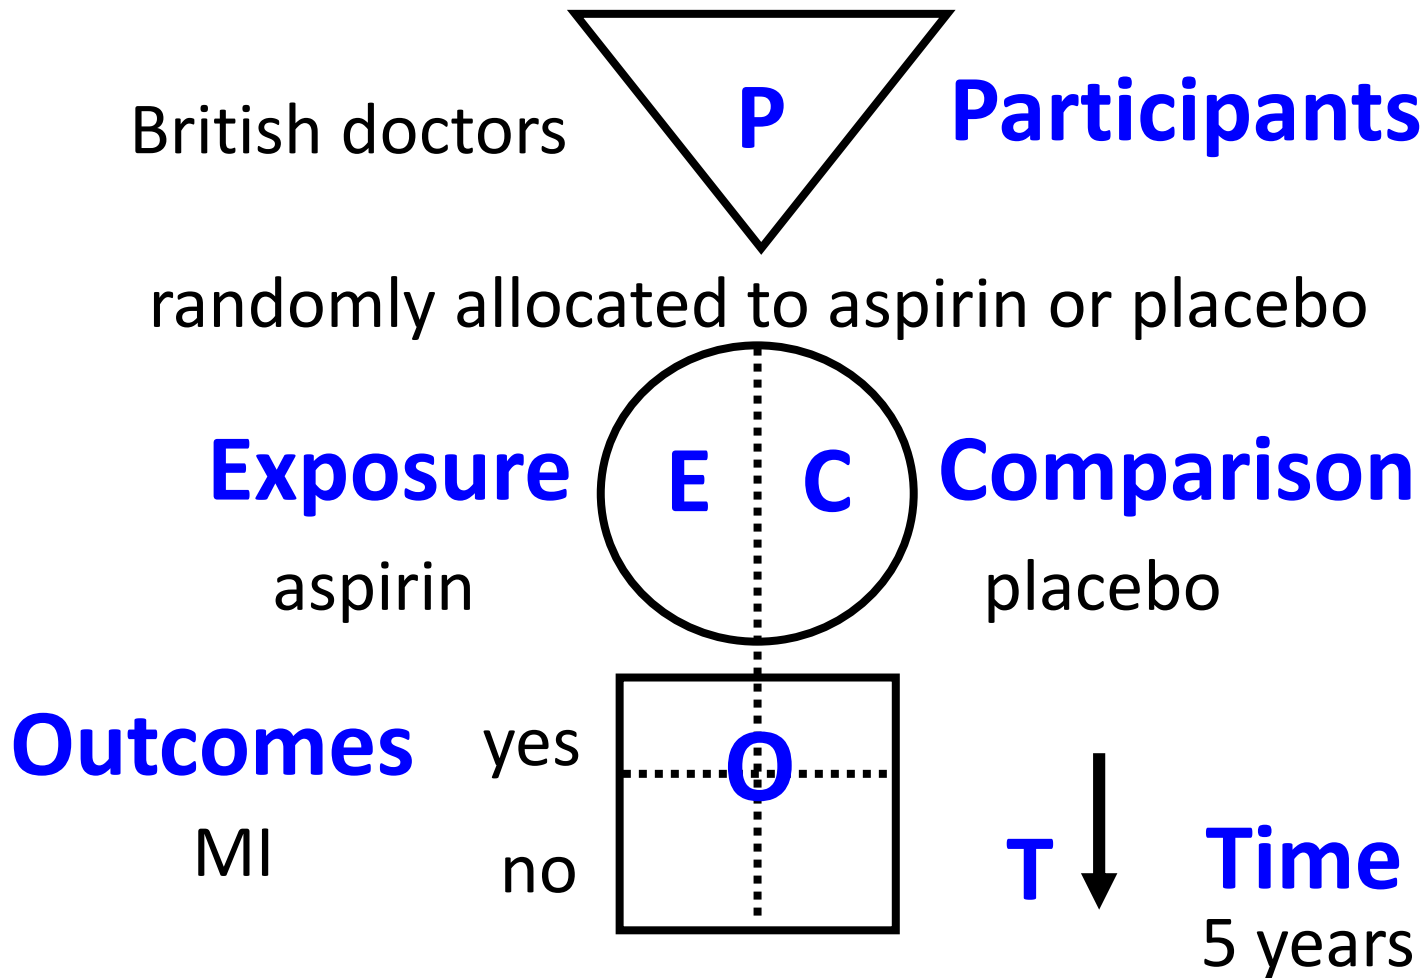 British doctors
P
Participants
randomly allocated to aspirin or placebo
Exposure
E
C
Comparison
aspirin
placebo
Outcomes
yes
O
MI
no
T
Time
5 years